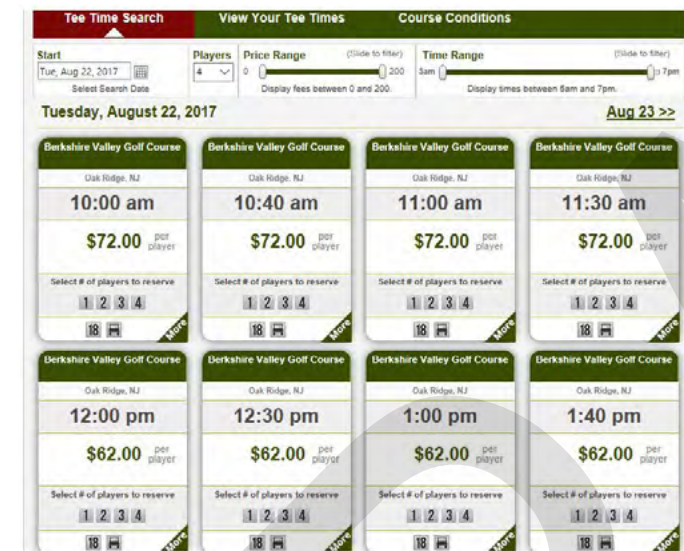 Tee Time Search View Your Tee Times Course Conditions
Start Players Price Range (Slide to filter) Time Range (Slide to filter)
Tue, Aug 22, 2017 4 0 200 5am 7pm
Select Search Date Display fees between 0 and 200. Display times between 5am and 7pm.
Tuesday, August 22, 2017 Aug 23 >>
Berkshire Valley Golf Course Berkshire Valley Golf Course Berkshire Valley Golf Course Berkshire Valley Golf Course
Oak Ridge, NJ Oak Ridge, NJ Oak Ridge, NJ Oak Ridge, NJ
10:00 am 10:40 am 11:00 am 11:30 am
$72.00 per player $72.00 per player $72.00 per player $72.00 per player
Select # of players to reserve Select # of players to reserve Select # of players to reserve Select # of players to reserve
1 2 3 4 1 2 3 4 1 2 3 4 1 2 3 4
18 More 18 More 18 More 18 More
Berkshire Valley Golf Course Berkshire Valley Golf Course Berkshire Valley Golf Course Berkshire Valley Golf Course
Oak Ridge, NJ Oak Ridge, NJ Oak Ridge, NJ Oak Ridge, NJ
12:00 pm 12:30 pm 1:00 pm 1:40 pm
$62.00 per player $62.00 per player $62.00 per player $62.00 per player
Select # of players to reserve Select # of players to reserve Select # of players to reserve Select # of players to reserve
1 2 3 4 1 2 3 4 1 2 3 4 1 2 3 4
18 More 18 More 18 More 18 More